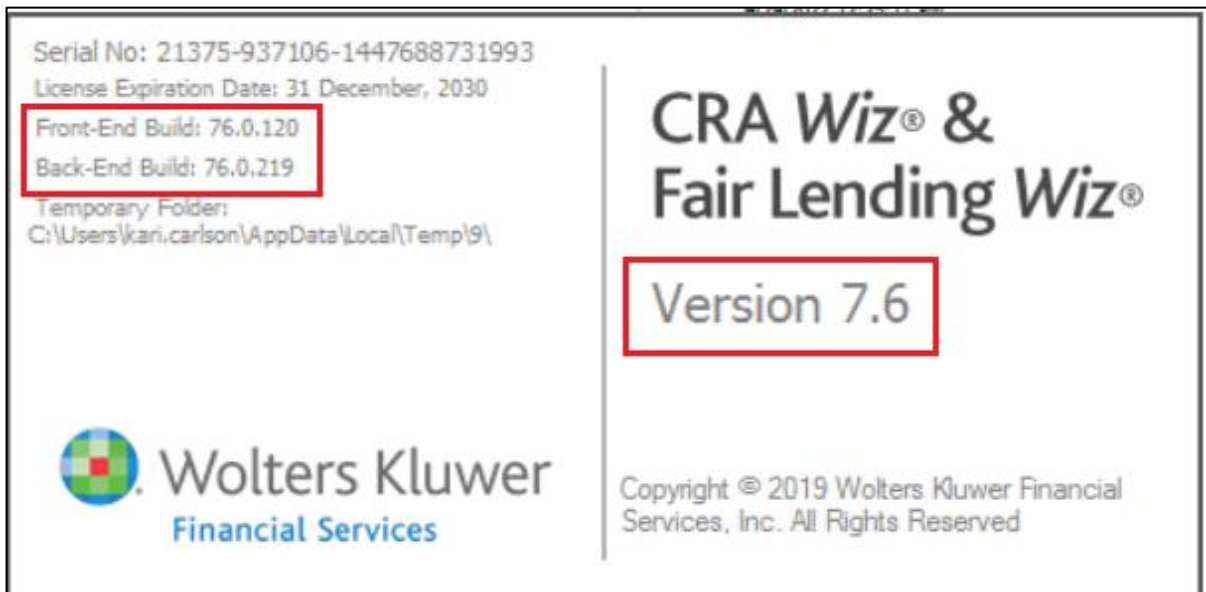 Serial No: 21375-937106-1447688731993
License Expiration Date: 31 December, 2030
Front-End Build: 76.0.120
Back-End Build: 76.0.219
Temporary Folder:
C:\Users\kari.carlson\AppData\Local\Temp\9\
CRA Wiz® &
Fair Lending Wiz®
Version 7.6
Wolters Kluwer
Financial Services
Copyright © 2019 Wolters Kluwer Financial
Services, Inc. All Rights Reserved